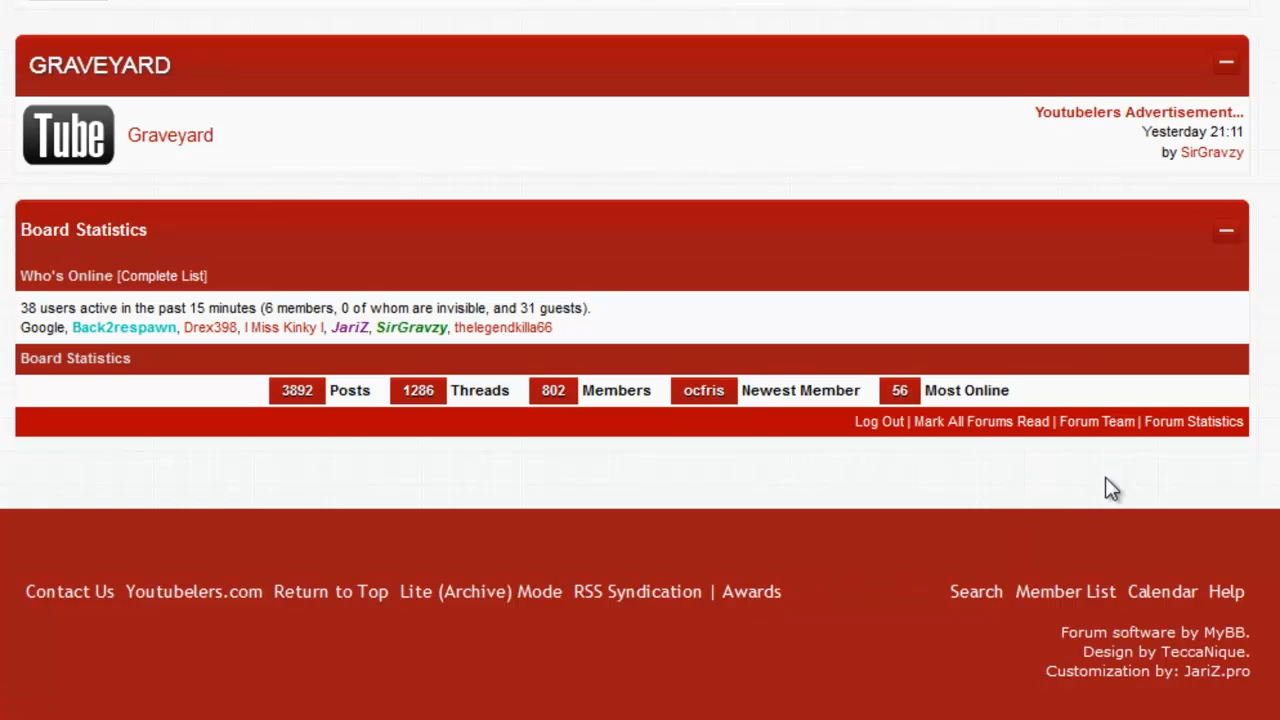 GRAVEYARD
Tube
Graveyard
Youtubelers Advertisement...
Yesterday 21:11
by SirGravzy
Board Statistics
Who's Online [Complete List]
38 users active in the past 15 minutes (6 members, 0 of whom are invisible, and 31 guests).
Google, Back2respawn, Drex398, I Miss Kinky I, JariZ, SirGravzy, thelegendkilla66
Board Statistics
3892 Posts 1286 Threads 802 Members ocfris Newest Member 56 Most Online
Log Out | Mark All Forums Read | Forum Team | Forum Statistics
Contact Us Youtubelers.com Return to Top Lite (Archive) Mode RSS Syndication | Awards
Search Member List Calendar Help
Forum software by MyBB.
Design by TeccaNique.
Customization by: JariZ.pro